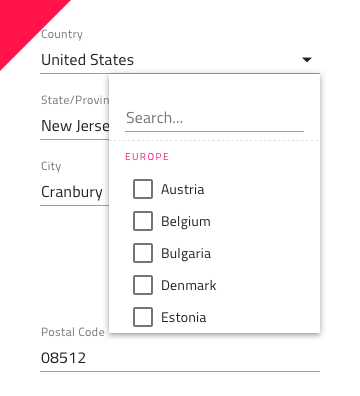 Country
United States
State/Provin
New Jerse
City
Cranbury
Search...
EUROPE
Austria
Belgium
Bulgaria
Denmark
Estonia
Postal Code
08512